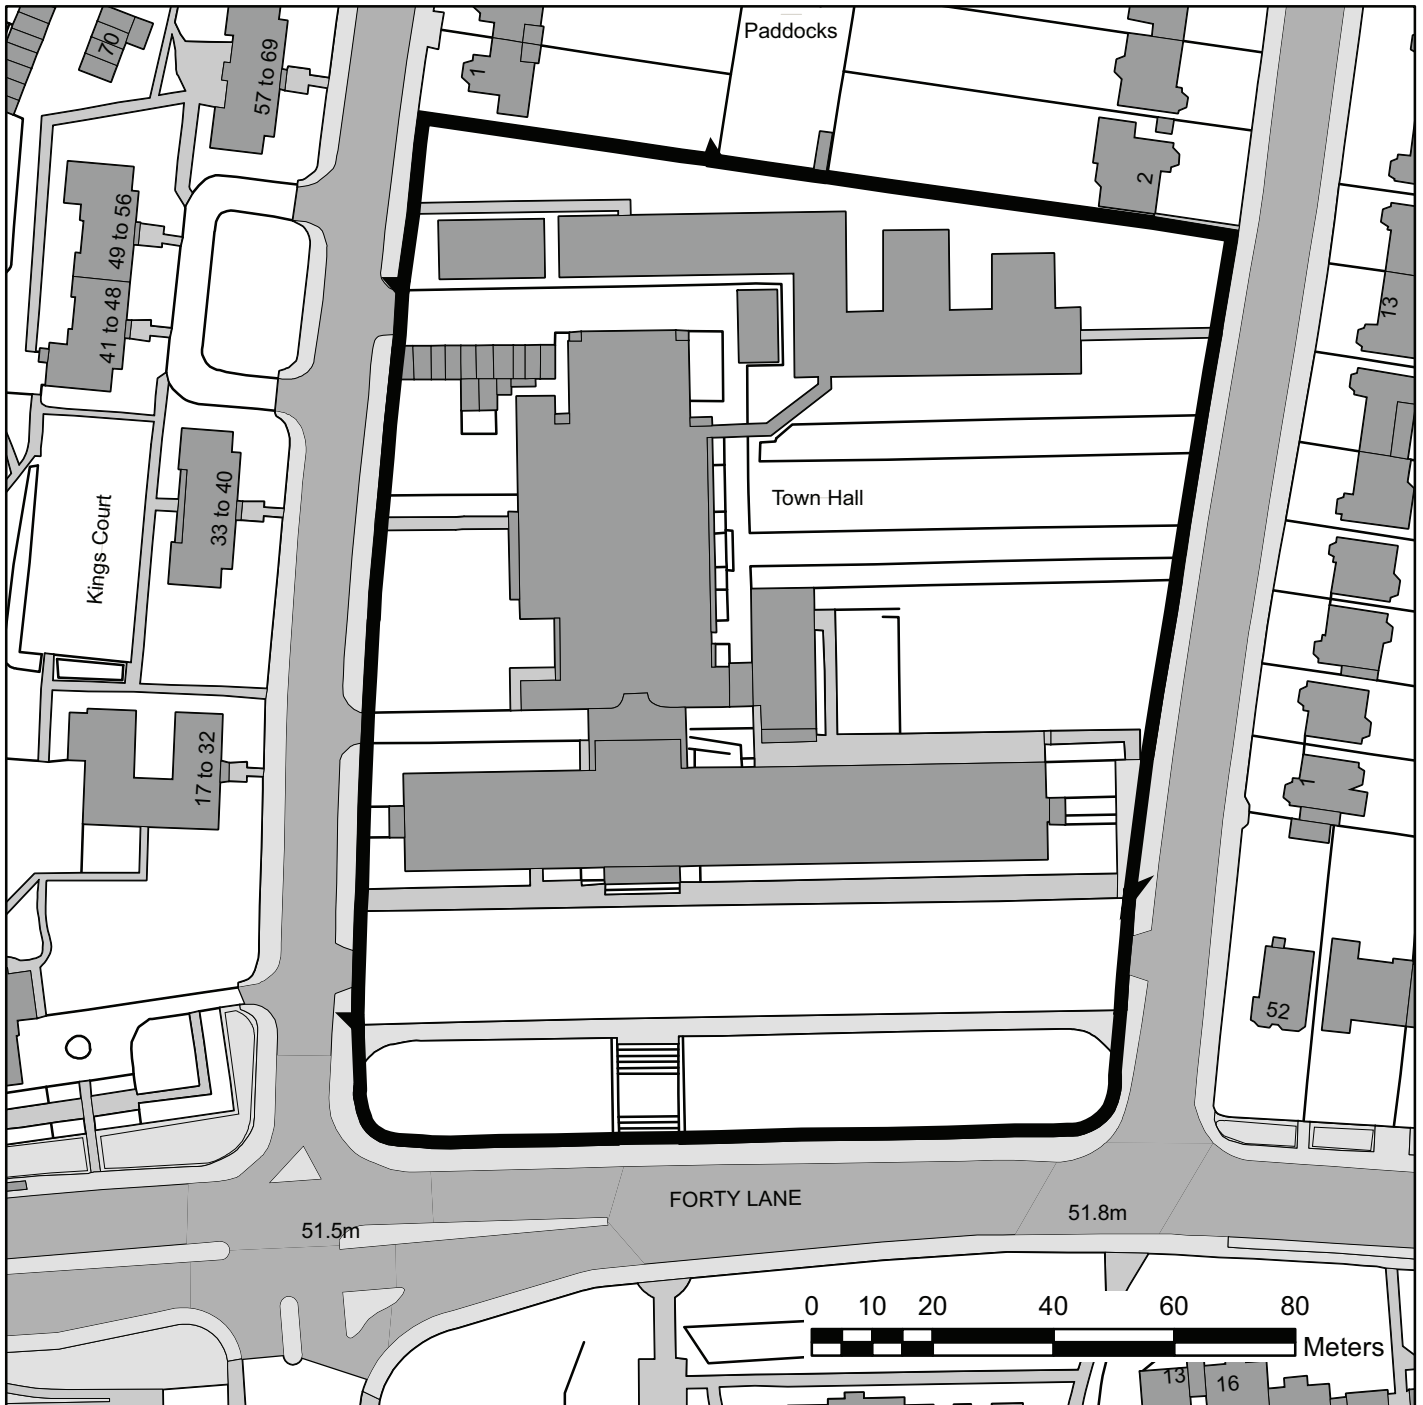 Paddocks
70
57 to 69
1
2
49 to 56
41 to 48
13
33 to 40
Kings Court
Town Hall
17 to 32
1
52
FORTY LANE
51.5m
51.8m
0 10 20 40 60 80
Meters
13
16